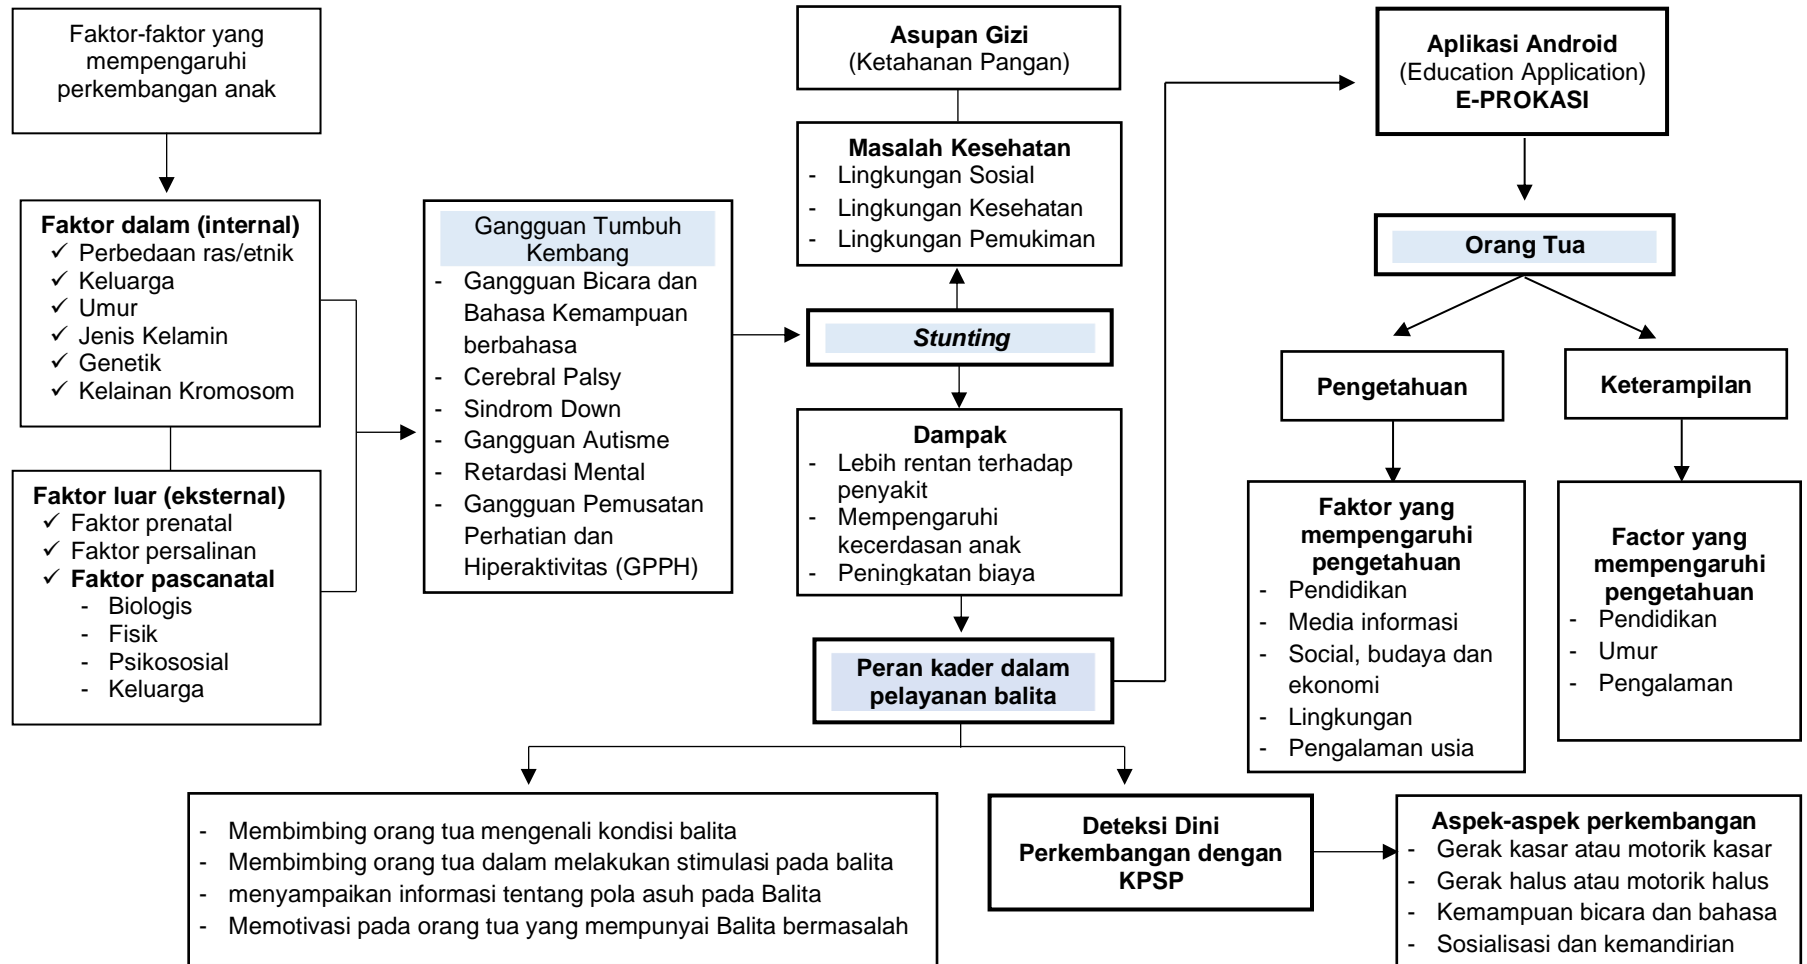 Faktor-faktor yang
mempengaruhi
perkembangan anak
Faktor dalam (internal)
✓ Perbedaan ras/etnik
✓ Keluarga
✓ Umur
✓ Jenis Kelamin
✓ Genetik
✓ Kelainan Kromosom
Faktor luar (eksternal)
✓ Faktor prenatal
✓ Faktor persalinan
✓ Faktor pascanatal
- Biologis
- Fisik
- Psikososial
- Keluarga
Gangguan Tumbuh
Kembang
- Gangguan Bicara dan
Bahasa Kemampuan
berbahasa
- Cerebral Palsy
- Sindrom Down
- Gangguan Autisme
- Retardasi Mental
- Gangguan Pemusatan
Perhatian dan
Hiperaktivitas (GPPH)
Asupan Gizi
(Ketahanan Pangan)
Masalah Kesehatan
- Lingkungan Sosial
- Lingkungan Kesehatan
- Lingkungan Pemukiman
Stunting
Dampak
- Lebih rentan terhadap
penyakit
- Mempengaruhi
kecerdasan anak
- Peningkatan biaya
Peran kader dalam
pelayanan balita
- Membimbing orang tua mengenali kondisi balita
- Membimbing orang tua dalam melakukan stimulasi pada balita
- menyampaikan informasi tentang pola asuh pada Balita
- Memotivasi pada orang tua yang mempunyai Balita bermasalah
Deteksi Dini
Perkembangan dengan
KPSP
Aspek-aspek perkembangan
- Gerak kasar atau motorik kasar
- Gerak halus atau motorik halus
- Kemampuan bicara dan bahasa
- Sosialisasi dan kemandirian
Aplikasi Android
(Education Application)
E-PROKASI
Orang Tua
Pengetahuan
Keterampilan
Faktor yang
mempengaruhi
pengetahuan
- Pendidikan
- Media informasi
- Social, budaya dan
ekonomi
- Lingkungan
- Pengalaman usia
Factor yang
mempengaruhi
pengetahuan
- Pendidikan
- Umur
- Pengalaman